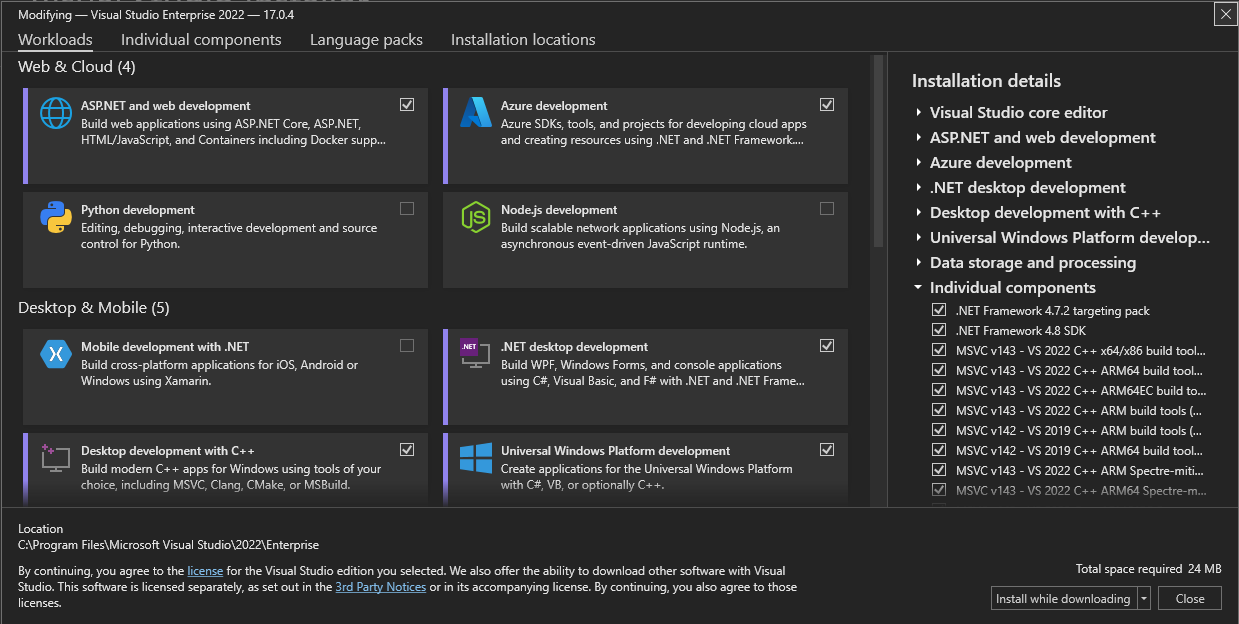 Modifying — Visual Studio Enterprise 2022 — 17.0.4
Workloads Individual components Language packs Installation locations
Web & Cloud (4)
ASP.NET and web development
Build web applications using ASP.NET Core, ASP.NET,
HTML/JavaScript, and Containers including Docker supp...
Azure development
Azure SDKs, tools, and projects for developing cloud apps
and creating resources using .NET and .NET Framework....
Python development
Editing, debugging, interactive development and source
control for Python.
JS
Node.js development
Build scalable network applications using Node.js, an
asynchronous event-driven JavaScript runtime.
Desktop & Mobile (5)
Mobile development with .NET
Build cross-platform applications for iOS, Android or
Windows using Xamarin.
.NET
.NET desktop development
Build WPF, Windows Forms, and console applications
using C#, Visual Basic, and F# with .NET and .NET Frame...
Desktop development with C++
Build modern C++ apps for Windows using tools of your
choice, including MSVC, Clang, CMake, or MSBuild.
Universal Windows Platform development
Create applications for the Universal Windows Platform
with C#, VB, or optionally C++.
Installation details
Visual Studio core editor
ASP.NET and web development
Azure development
.NET desktop development
Desktop development with C++
Universal Windows Platform develop...
Data storage and processing
Individual components
.NET Framework 4.7.2 targeting pack
.NET Framework 4.8 SDK
MSVC v143 - VS 2022 C++ x64/x86 build tool...
MSVC v143 - VS 2022 C++ ARM64 build tool...
MSVC v143 - VS 2022 C++ ARM64EC build to...
MSVC v143 - VS 2022 C++ ARM build tools (...
MSVC v142 - VS 2019 C++ ARM build tools (...
MSVC v142 - VS 2019 C++ ARM64 build tool...
MSVC v143 - VS 2022 C++ ARM Spectre-miti...
MSVC v143 - VS 2022 C++ ARM64 Spectre-m...
Location
C:\Program Files\Microsoft Visual Studio\2022\Enterprise
By continuing, you agree to the license for the Visual Studio edition you selected. We also offer the ability to download other software with Visual
Studio. This software is licensed separately, as set out in the 3rd Party Notices or in its accompanying license. By continuing, you also agree to those
licenses.
Total space required 24 MB
Install while downloading
Close